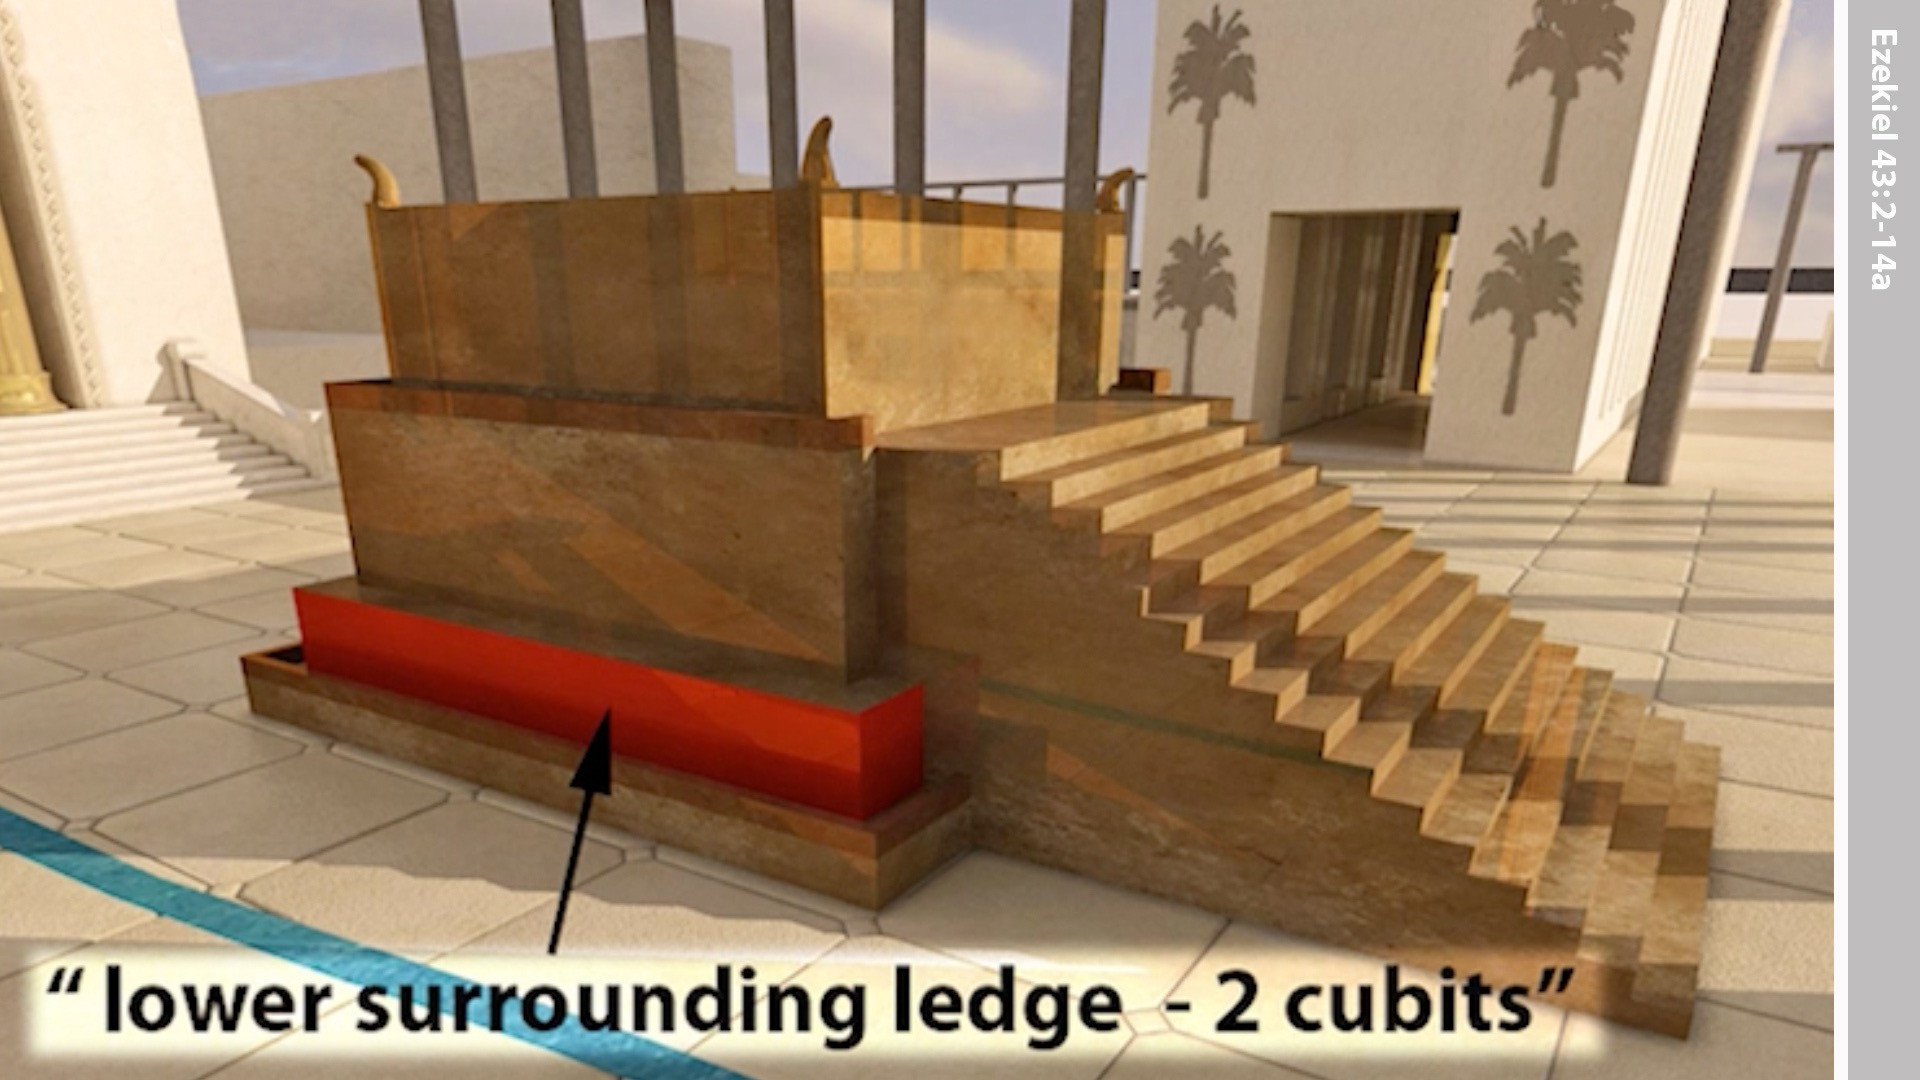 “ lower surrounding ledge - 2 cubits”
Ezekiel 43:2-14a